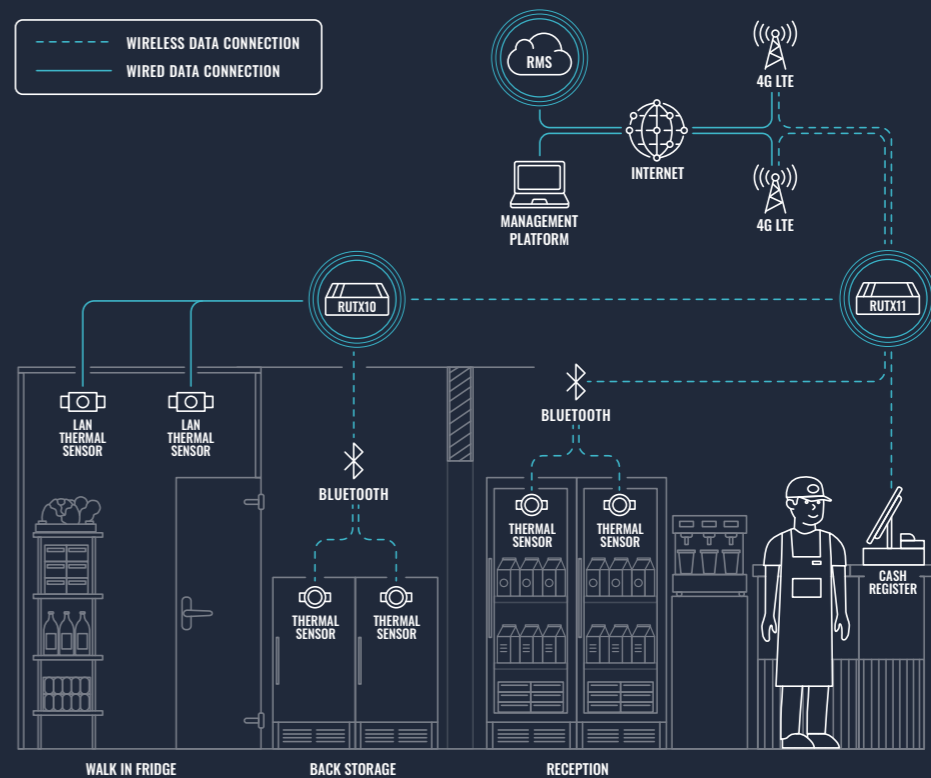 WIRELESS DATA CONNECTION
WIRED DATA CONNECTION
RMS
4G LTE
INTERNET
MANAGEMENT
PLATFORM
4G LTE
RUTX10
RUTX11
LAN
THERMAL
SENSOR
LAN
THERMAL
SENSOR
BLUETOOTH
BLUETOOTH
THERMAL
SENSOR
THERMAL
SENSOR
THERMAL
SENSOR
THERMAL
SENSOR
CASH
REGISTER
WALK IN FRIDGE
BACK STORAGE
RECEPTION